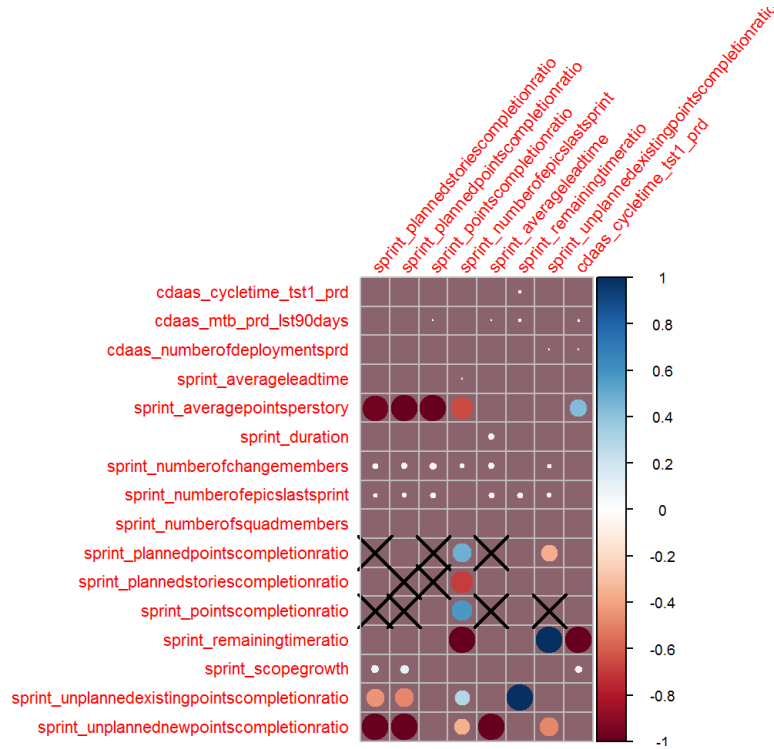 sprint_plannedstoriescompletionratio
sprint_plannedpointscompletionratio
sprint_pointscompletionratio
sprint_numberofepicslastsprint
sprint_averageleadtime
sprint_remainingtimeratio
sprint_unplannedexistingpointscompletionratio
cdaas_cycletime_tst1_prd
cdaas_cycletime_tst1_prd
cdaas_mtb_prd_lst90days
cdaas_numberofdeploymentsprd
sprint_averageleadtime
sprint_averagepointsperstory
sprint_duration
sprint_numberofchangemembers
sprint_numberofepicslastsprint
sprint_numberofsquadmembers
sprint_plannedpointscompletionratio
sprint_plannedstoriescompletionratio
sprint_pointscompletionratio
sprint_remainingtimeratio
sprint_scopegrowth
sprint_unplannedexistingpointscompletionratio
sprint_unplannednewpointscompletionratio
1
0.8
0.6
0.4
0.2
0
-0.2
-0.4
-0.6
-0.8
-1